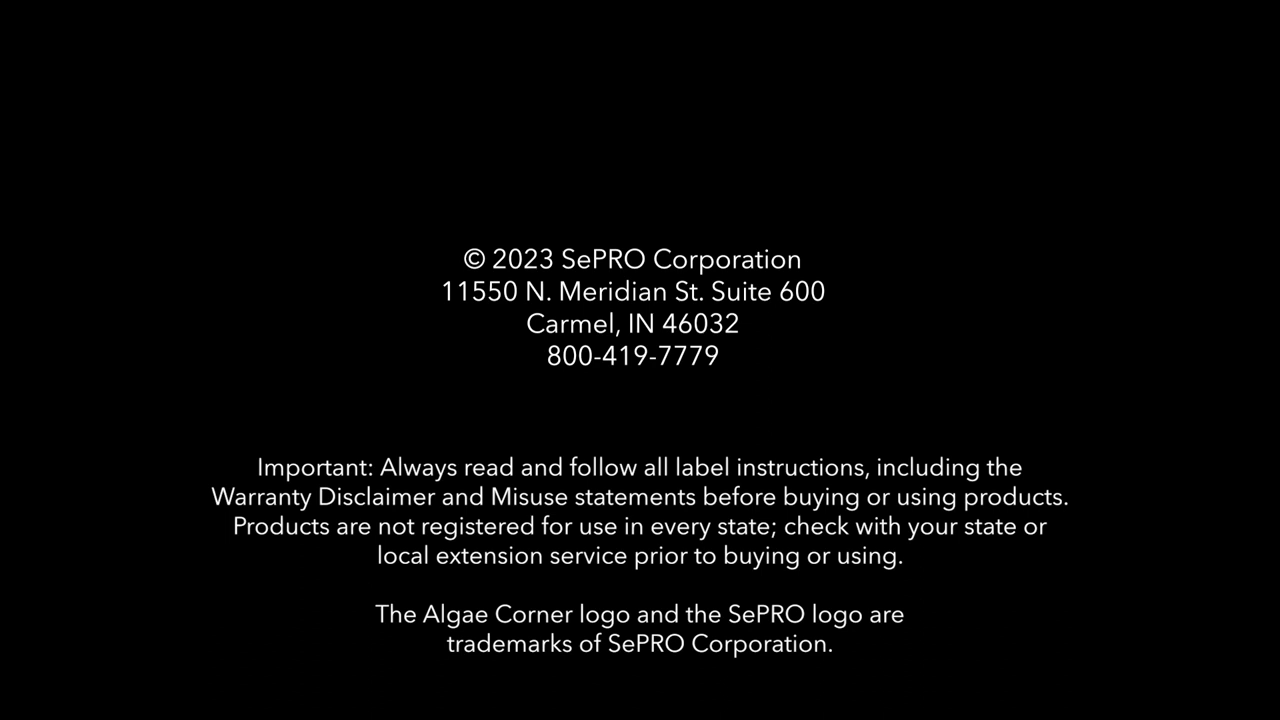 © 2023 SePRO Corporation
11550 N. Meridian St. Suite 600
Carmel, IN 46032
800-419-7779
Important: Always read and follow all label instructions, including the
Warranty Disclaimer and Misuse statements before buying or using products.
Products are not registered for use in every state; check with your state or
local extension service prior to buying or using.
The Algae Corner logo and the SePRO logo are
trademarks of SePRO Corporation.